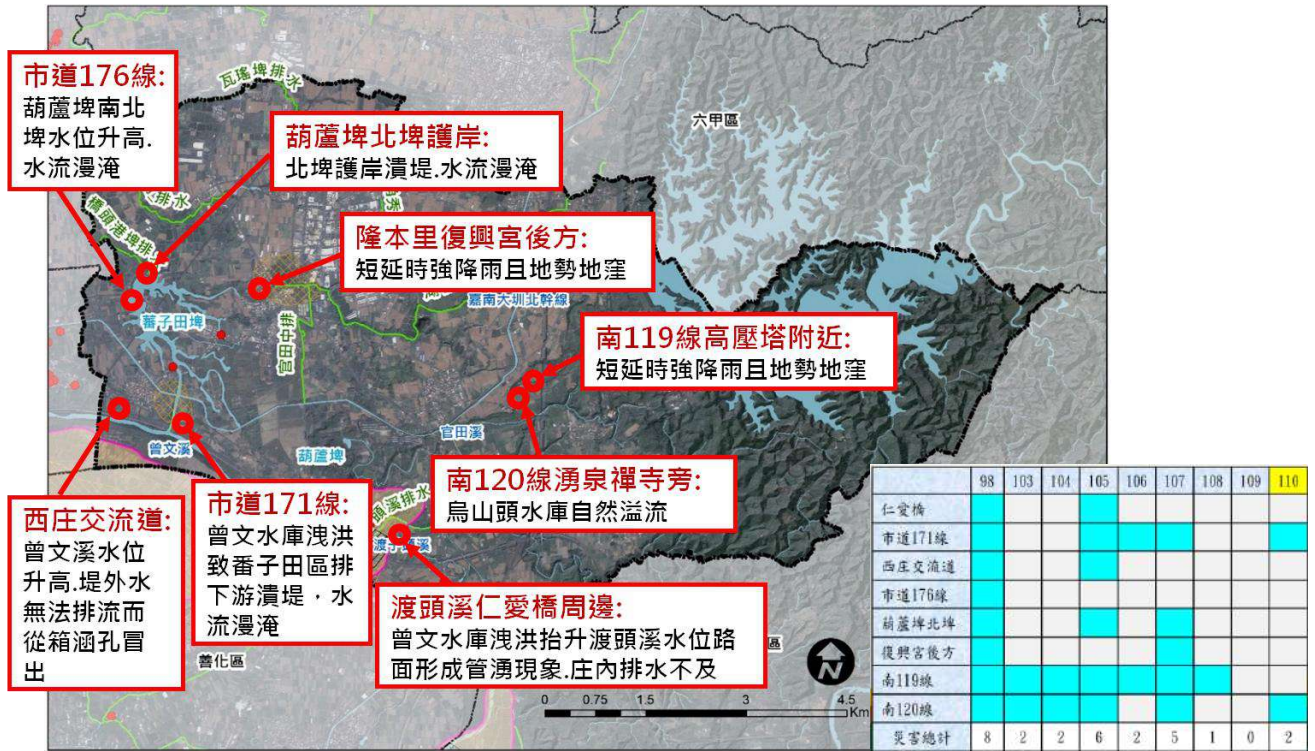 市道176線:
葫蘆埤南北
埤水位升高.
水流漫淹
瓦瑤埤排水
葫蘆埤北埤護岸:
北埤護岸潰堤.水流漫淹
六甲區
排水
橋頭港埤排
隆本里復興宮後方:
短延時強降雨且地勢地窪
嘉南大圳北幹線
蕃子田埤
官田中排
南119線高壓塔附近:
短延時強降雨且地勢地窪
曾文溪
葫蘆埤
官田溪
南120線湧泉禪寺旁:
烏山頭水庫自然溢流
西庄交流道:
曾文溪水位
升高.堤外水
無法排流而
從箱涵孔冒
出
市道171線:
曾文水庫洩洪
致番子田區排
下游潰堤，水
流漫淹
頭溪排水
渡頭溪仁愛橋周邊:
曾文水庫洩洪抬升渡頭溪水位路
面形成管湧現象.庄內排水不及
善化區
區
N
0 0.75 1.5 3 4.5
Km
98 103 104 105 106 107 108 109 110
仁愛橋
市道171線
西庄交流道
市道176線
葫蘆埤北埤
復興宮後方
南119線
南120線
災害總計 8 2 2 6 2 5 1 0 2